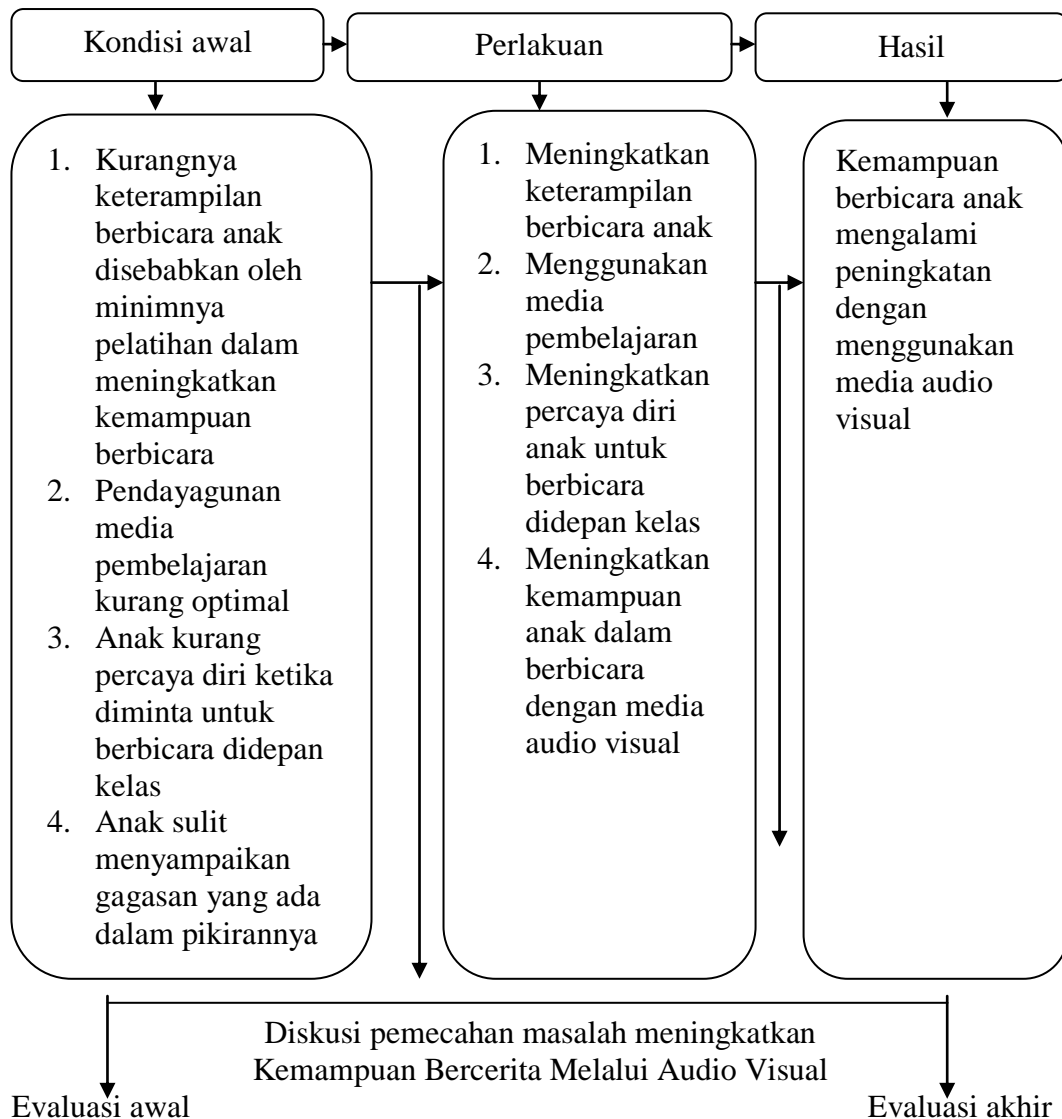 Kondisi awal
Perlakuan
Hasil
1. Kurangnya
keterampilan
berbicara anak
disebabkan oleh
minimnya
pelatihan dalam
meningkatkan
kemampuan
berbicara
2. Pendayagunan
media
pembelajaran
kurang optimal
3. Anak kurang
percaya diri ketika
diminta untuk
berbicara didepan
kelas
4. Anak sulit
menyampaikan
gagasan yang ada
dalam pikirannya
1. Meningkatkan
keterampilan
berbicara anak
2. Menggunakan
media
pembelajaran
3. Meningkatkan
percaya diri
anak untuk
berbicara
didepan kelas
4. Meningkatkan
kemampuan
anak dalam
berbicara
dengan media
audio visual
Kemampuan
berbicara anak
mengalami
peningkatan
dengan
menggunakan
media audio
visual
Diskusi pemecahan masalah meningkatkan
Kemampuan Bercerita Melalui Audio Visual
Evaluasi awal
Evaluasi akhir